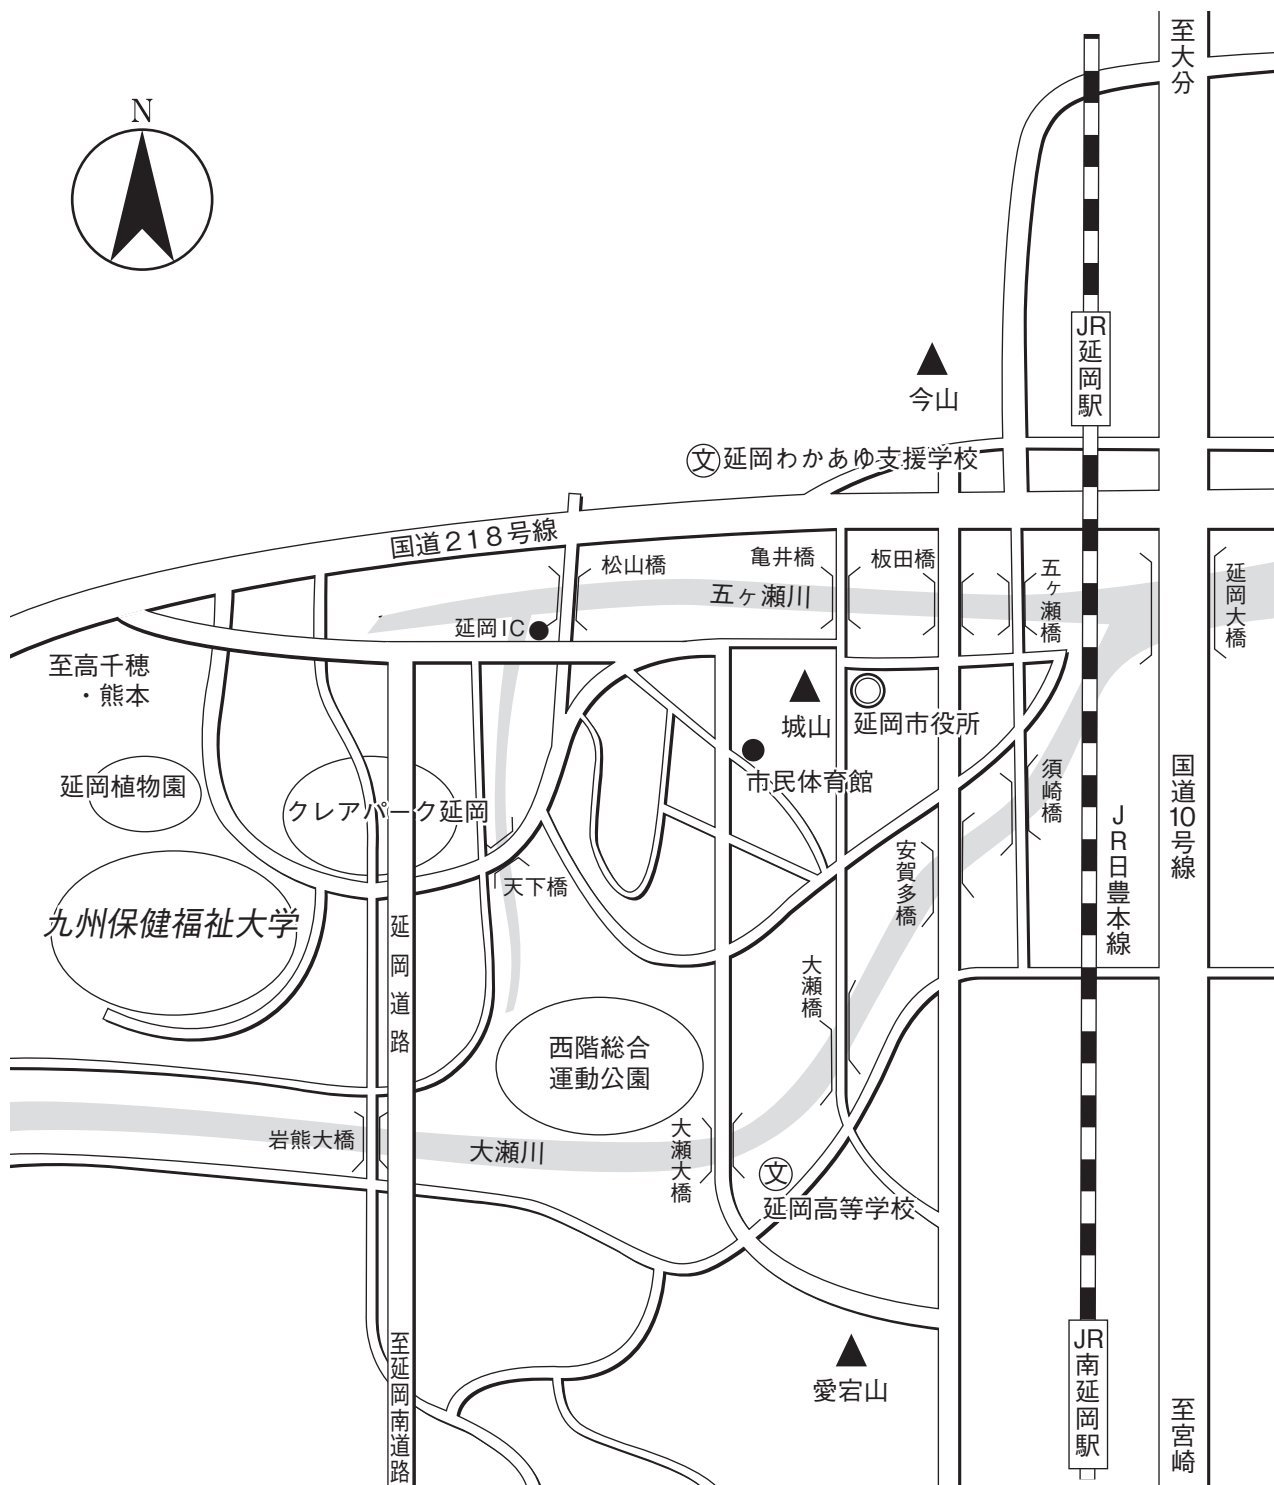 至大分
N
JR延岡駅
今山
文 延岡わかあゆ支援学校
国道218号線
松山橋
亀井橋
板田橋
五ヶ瀬橋
延岡大橋
五ヶ瀬川
延岡IC
至高千穂
・熊本
城山
延岡市役所
市民体育館
須崎橋
国道10号線
延岡植物園
クレアパーク延岡
JR日豊本線
安賀多橋
天下橋
九州保健福祉大学
延岡道路
大瀬橋
西階総合
運動公園
岩熊大橋
大瀬川
大瀬大橋
文
延岡高等学校
至延岡南道路
愛宕山
JR南延岡駅
至宮崎